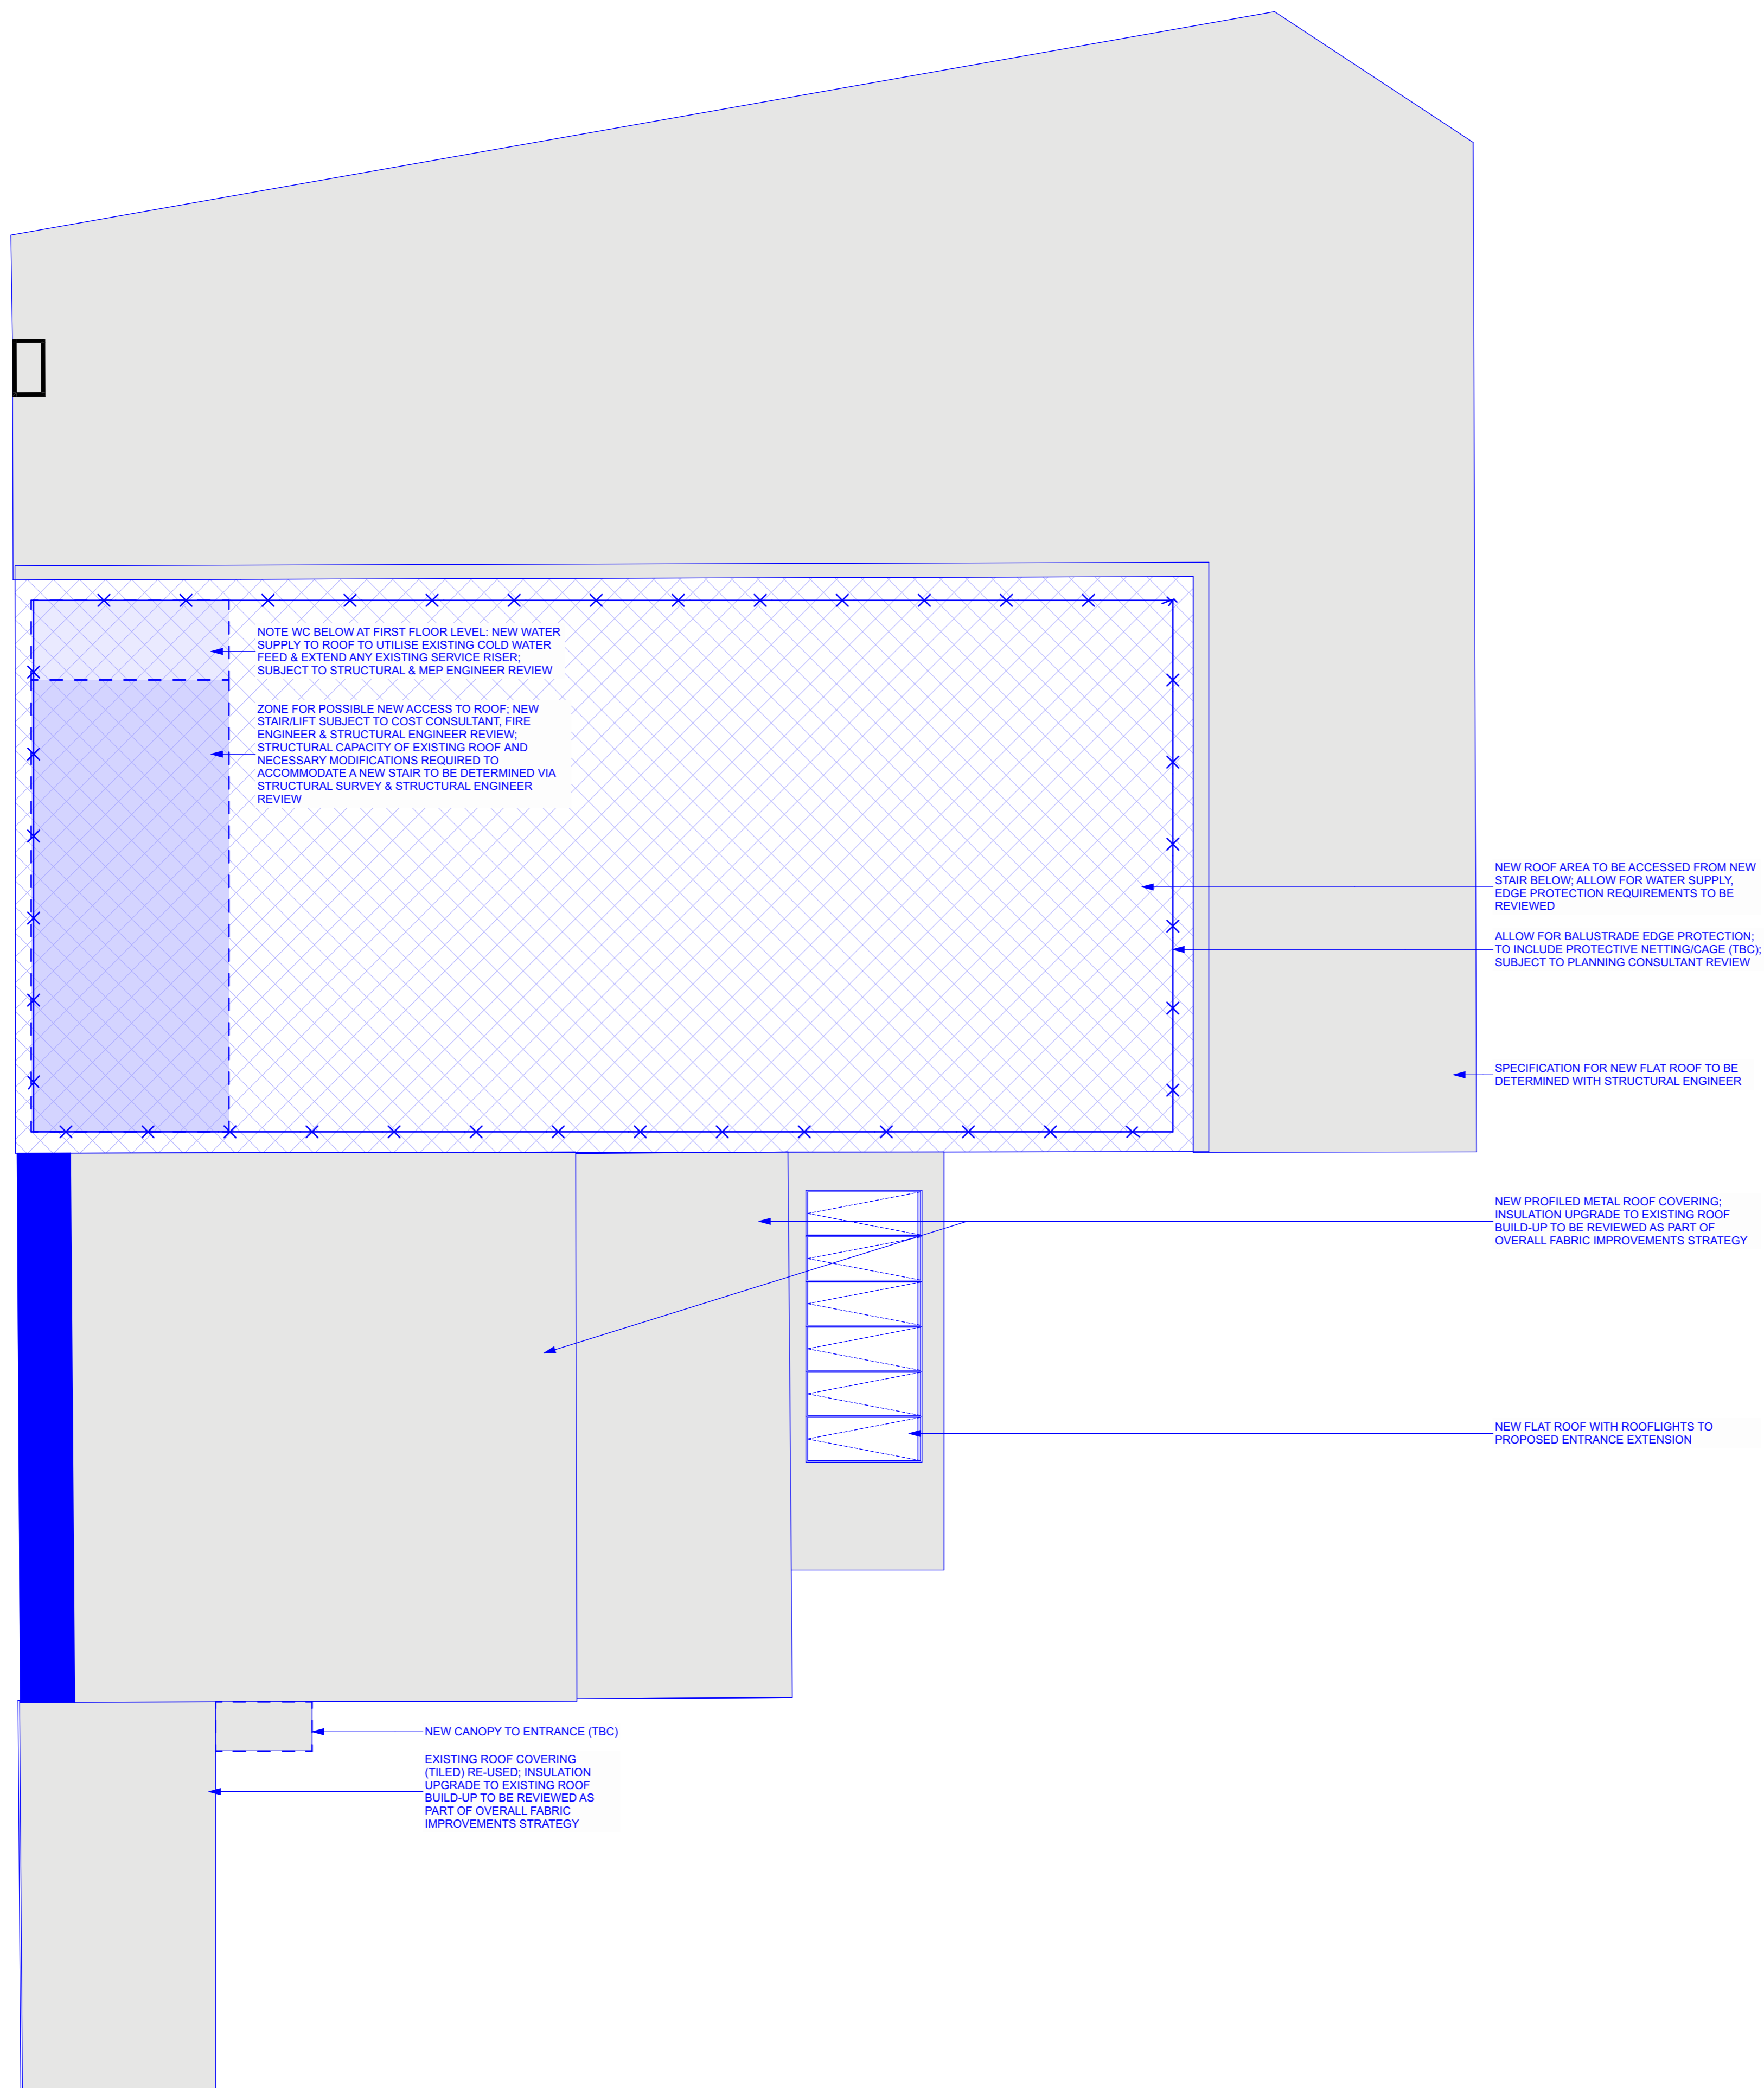 NOTE WC BELOW AT FIRST FLOOR LEVEL: NEW WATER
SUPPLY TO ROOF TO UTILISE EXISTING COLD WATER
FEED & EXTEND ANY EXISTING SERVICE RISER;
SUBJECT TO STRUCTURAL & MEP ENGINEER REVIEW
ZONE FOR POSSIBLE NEW ACCESS TO ROOF; NEW
STAIR/LIFT SUBJECT TO COST CONSULTANT, FIRE
ENGINEER & STRUCTURAL ENGINEER REVIEW;
STRUCTURAL CAPACITY OF EXISTING ROOF AND
NECESSARY MODIFICATIONS REQUIRED TO
ACCOMMODATE A NEW STAIR TO BE DETERMINED VIA
STRUCTURAL SURVEY & STRUCTURAL ENGINEER
REVIEW
NEW ROOF AREA TO BE ACCESSED FROM NEW
STAIR BELOW; ALLOW FOR WATER SUPPLY,
EDGE PROTECTION REQUIREMENTS TO BE
REVIEWED
ALLOW FOR BALUSTRADE EDGE PROTECTION;
TO INCLUDE PROTECTIVE NETTING/CAGE (TBC);
SUBJECT TO PLANNING CONSULTANT REVIEW
SPECIFICATION FOR NEW FLAT ROOF TO BE
DETERMINED WITH STRUCTURAL ENGINEER
NEW PROFILED METAL ROOF COVERING;
INSULATION UPGRADE TO EXISTING ROOF
BUILD-UP TO BE REVIEWED AS PART OF
OVERALL FABRIC IMPROVEMENTS STRATEGY
NEW FLAT ROOF WITH ROOFLIGHTS TO
PROPOSED ENTRANCE EXTENSION
NEW CANOPY TO ENTRANCE (TBC)
EXISTING ROOF COVERING
(TILED) RE-USED; INSULATION
UPGRADE TO EXISTING ROOF
BUILD-UP TO BE REVIEWED AS
PART OF OVERALL FABRIC
IMPROVEMENTS STRATEGY